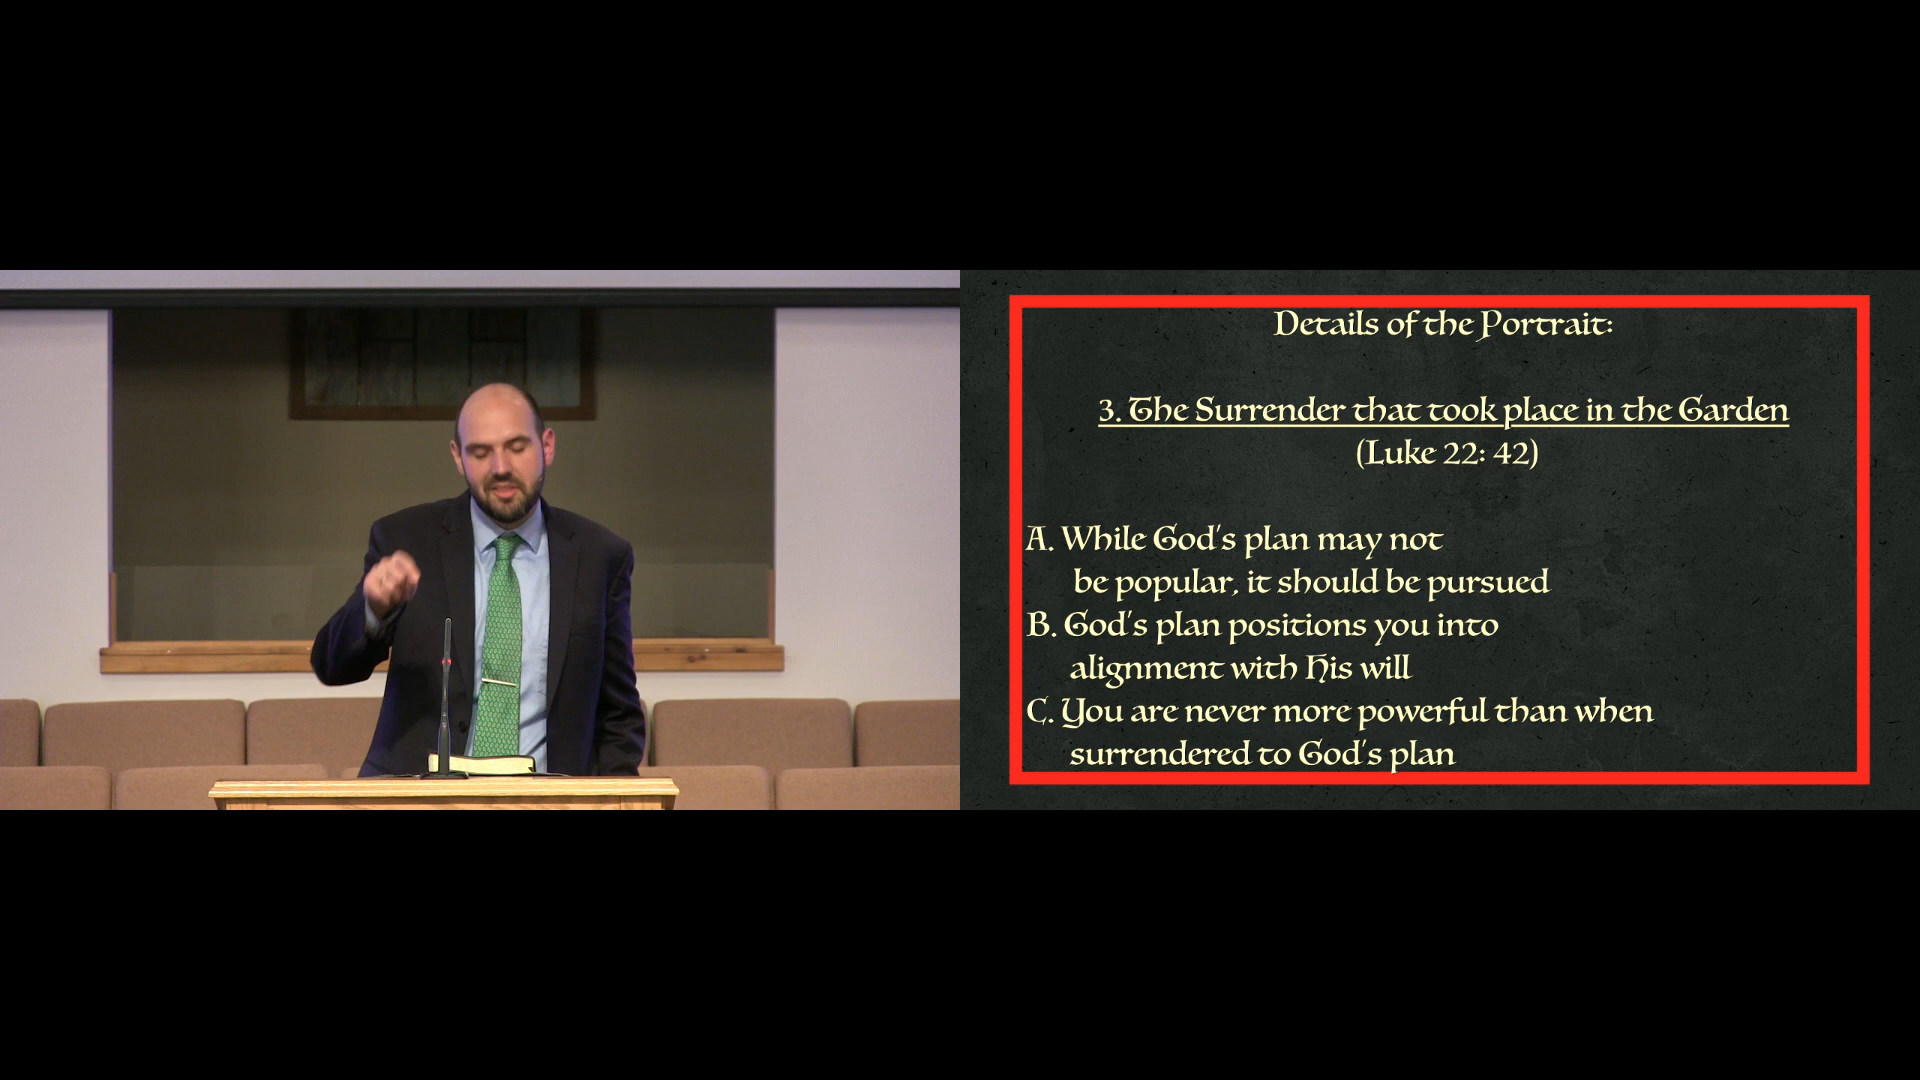 Details of the Portrait:
3. The Surrender that took place in the Garden
(Luke 22: 42)
A. While God's plan may not
be popular, it should be pursued
B. God's plan positions you into
alignment with His will
C. You are never more powerful than when
surrendered to God's plan